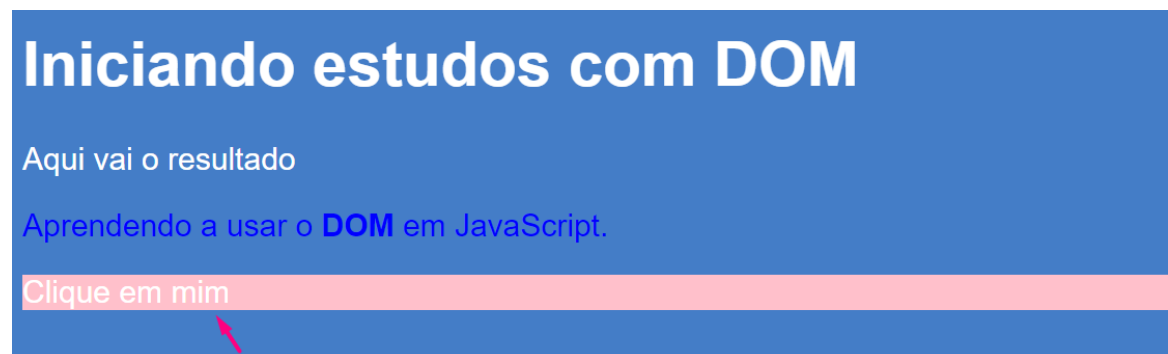 Iniciando estudos com DOM
Aqui vai o resultado
Aprendendo a usar o DOM em JavaScript.
Clique em mim